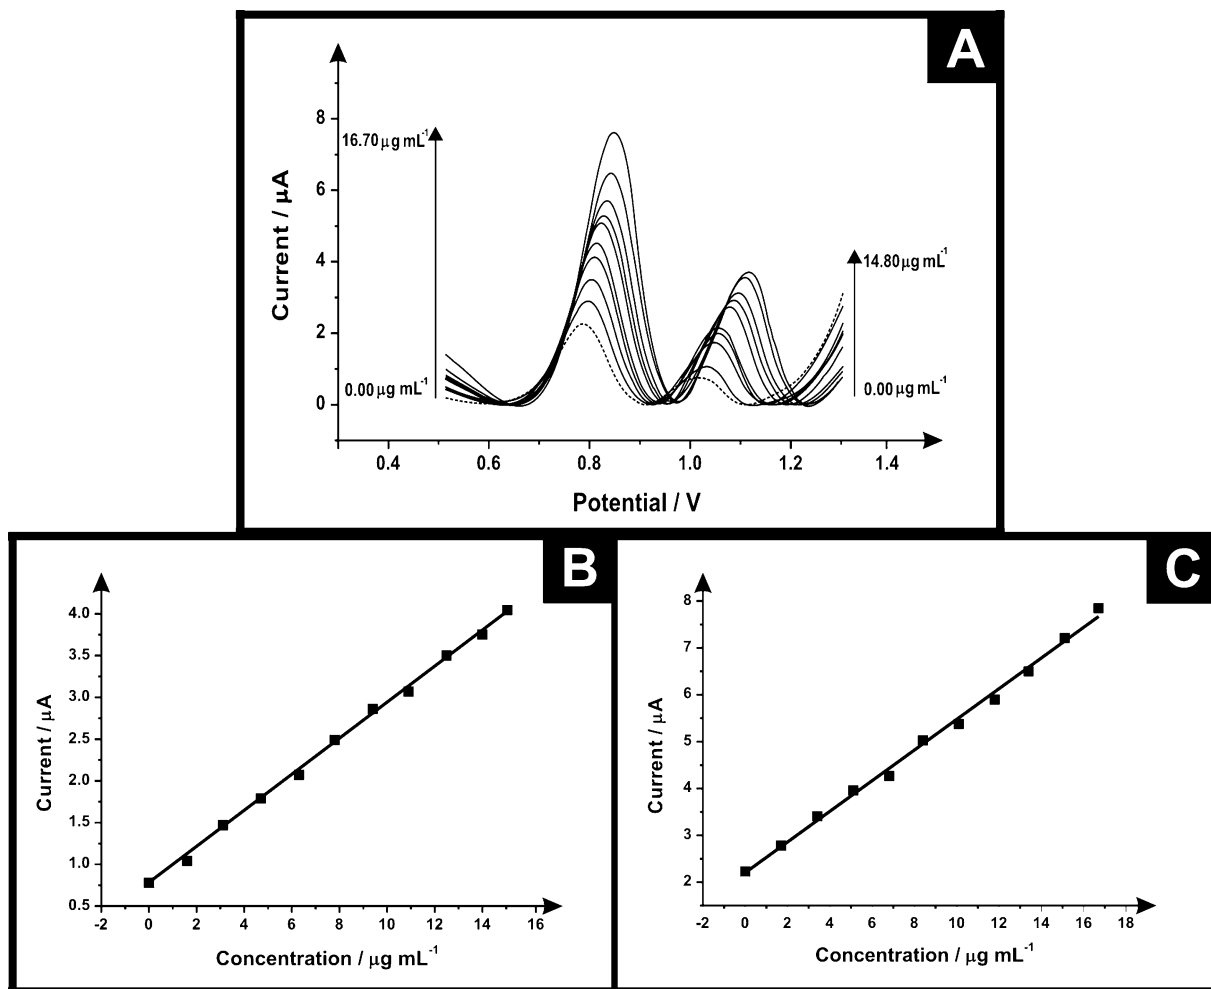 A
8
6
4
2
0
Current / μA
16.70 μg mL-1
0.00 μg mL-1
14.80 μg mL-1
0.00 μg mL-1
0.4 0.6 0.8 1.0 1.2 1.4
Potential / V
B
4.0
3.5
3.0
2.5
2.0
1.5
1.0
0.5
Current / μA
-2 0 2 4 6 8 10 12 14 16
Concentration / μg mL-1
C
8
7
6
5
4
3
2
Current / μA
-2 0 2 4 6 8 10 12 14 16 18
Concentration / μg mL-1